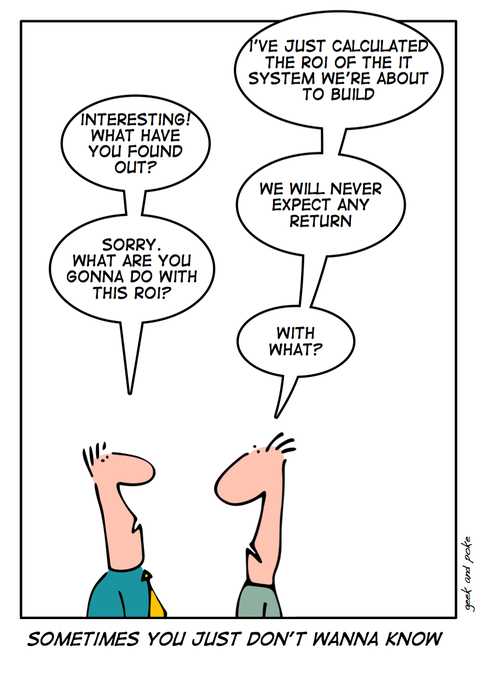 I'VE JUST CALCULATED
THE ROI OF THE IT
SYSTEM WE'RE ABOUT
TO BUILD
INTERESTING!
WHAT HAVE
YOU FOUND
OUT?
WE WILL NEVER
EXPECT ANY
RETURN
SORRY.
WHAT ARE YOU
GONNA DO WITH
THIS ROI?
WITH
WHAT?
geek and poke
SOMETIMES YOU JUST DON'T WANNA KNOW